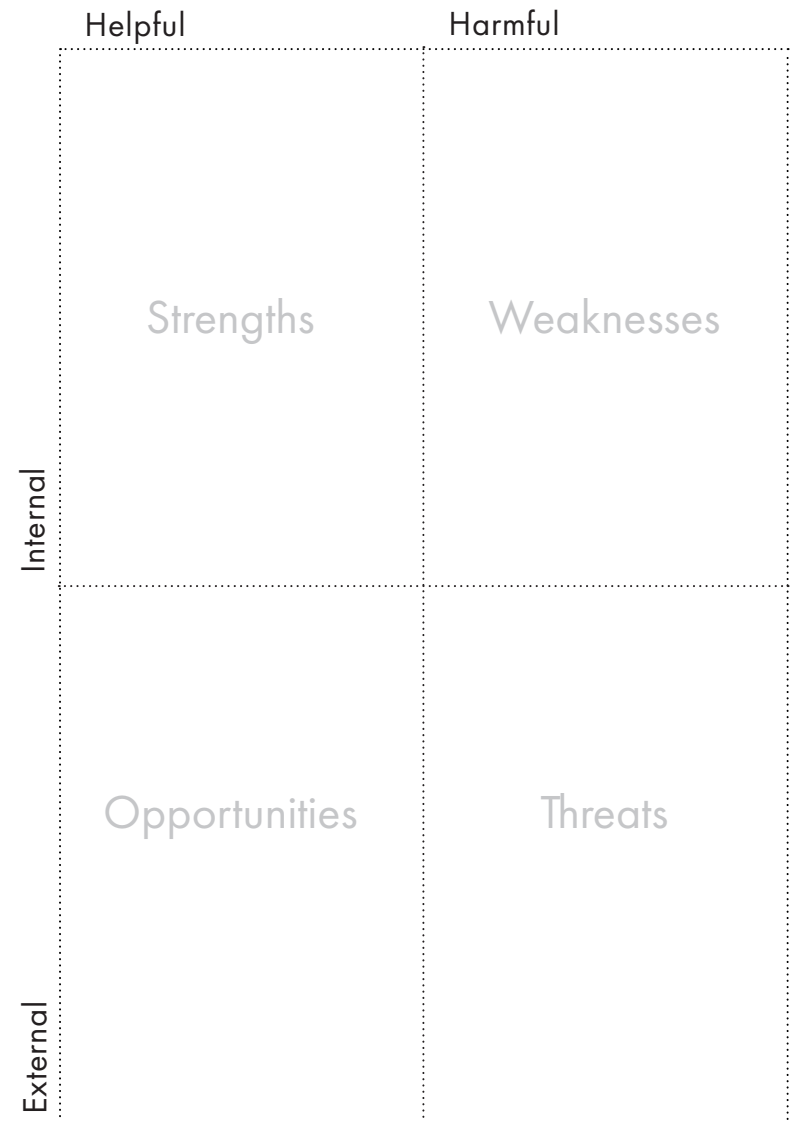 Helpful
Harmful
Internal
Strengths
Weaknesses
External
Opportunities
Threats